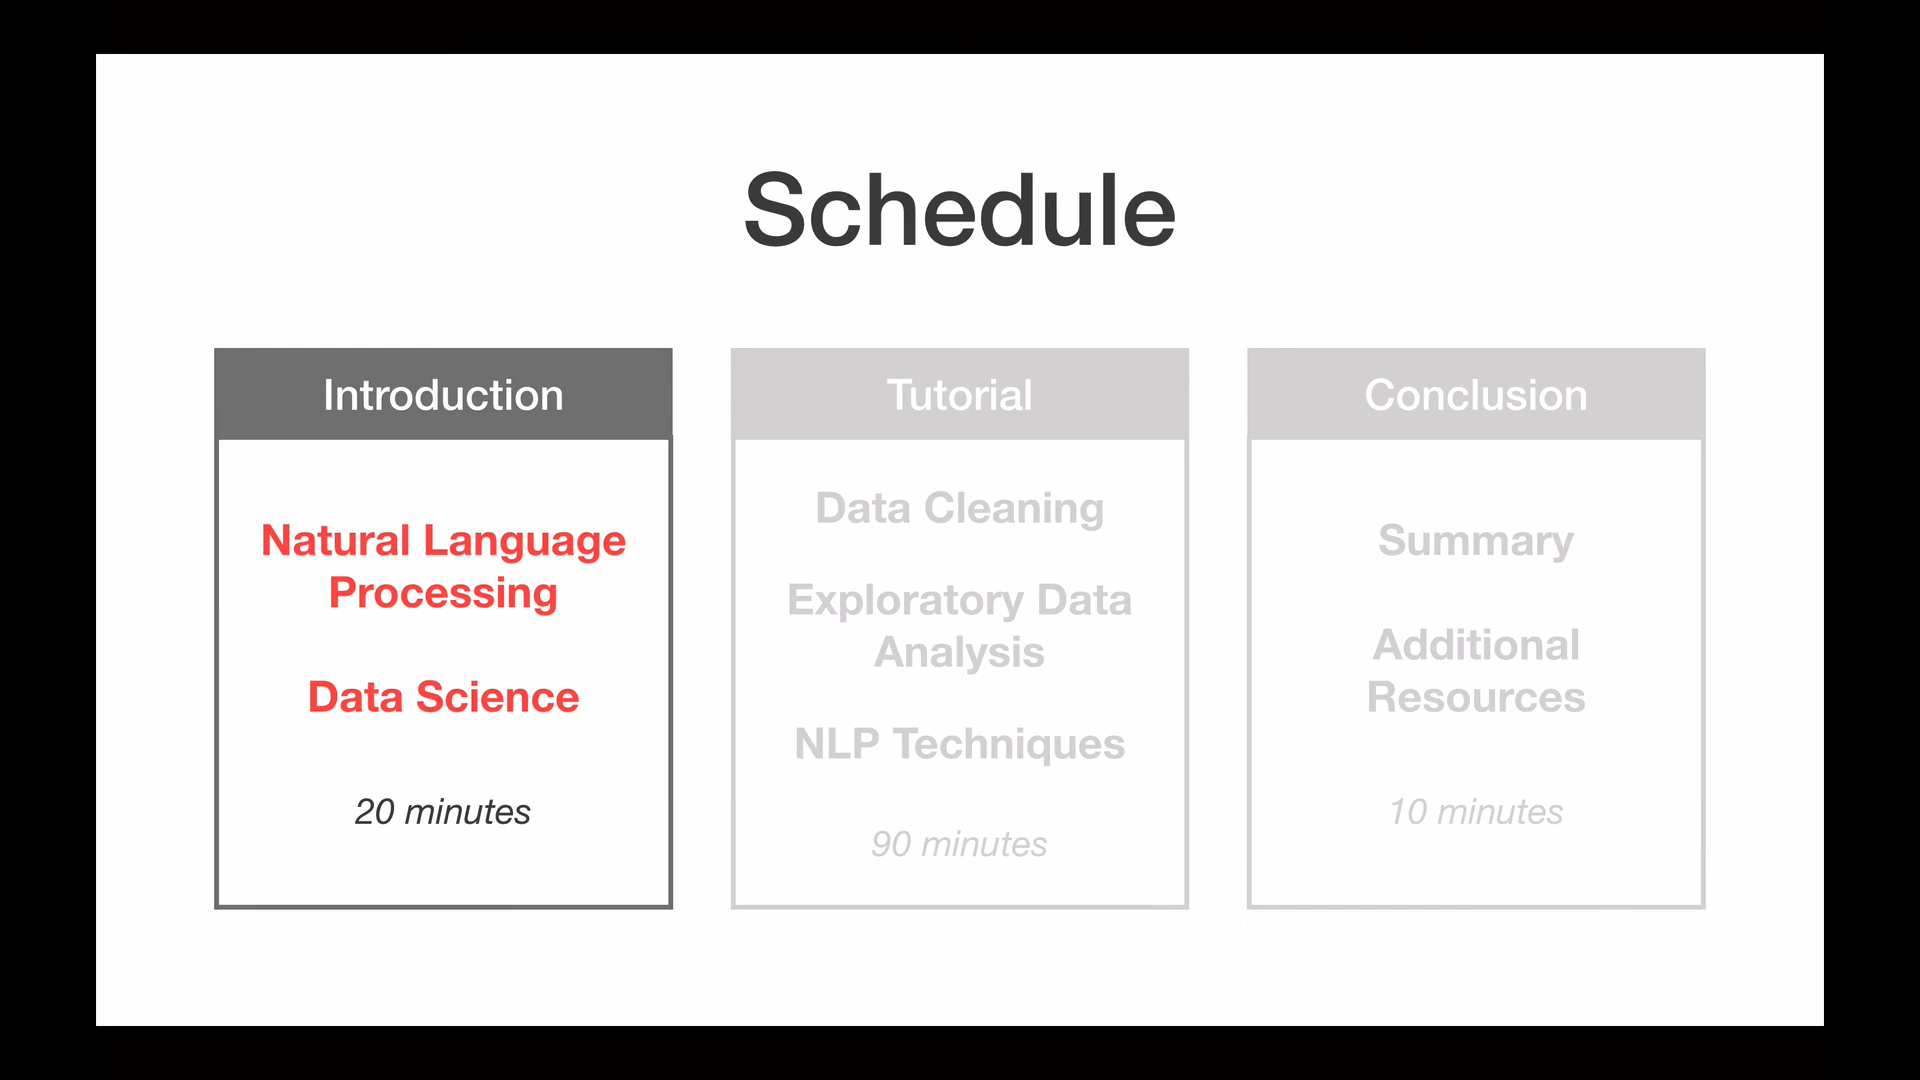 Schedule
Introduction
Natural Language
Processing
Data Science
20 minutes
Tutorial
Data Cleaning
Exploratory Data
Analysis
NLP Techniques
90 minutes
Conclusion
Summary
Additional
Resources
10 minutes